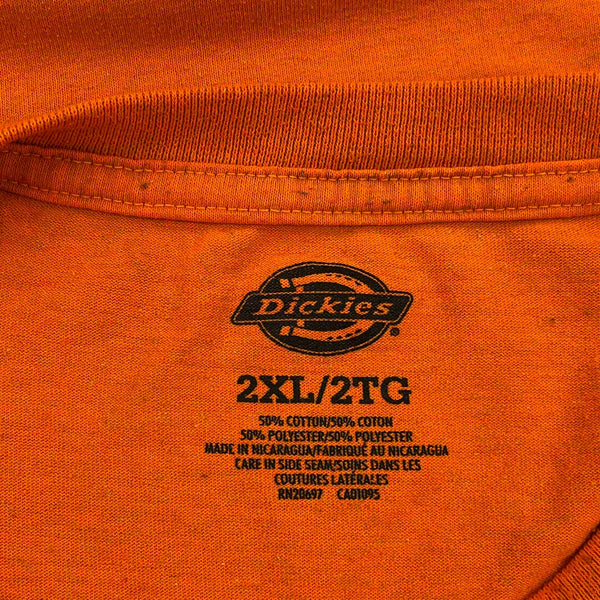 Dickies®
2XL/2TG
50% COTTON/50% COTON
50% POLYESTER/50% POLYESTER
MADE IN NICARAGUA/FABRIQUÉ AU NICARAGUA
CARE IN SIDE SEAM/SOINS DANS LES
COUTURES LATÉRALES
RN20697 CA01095